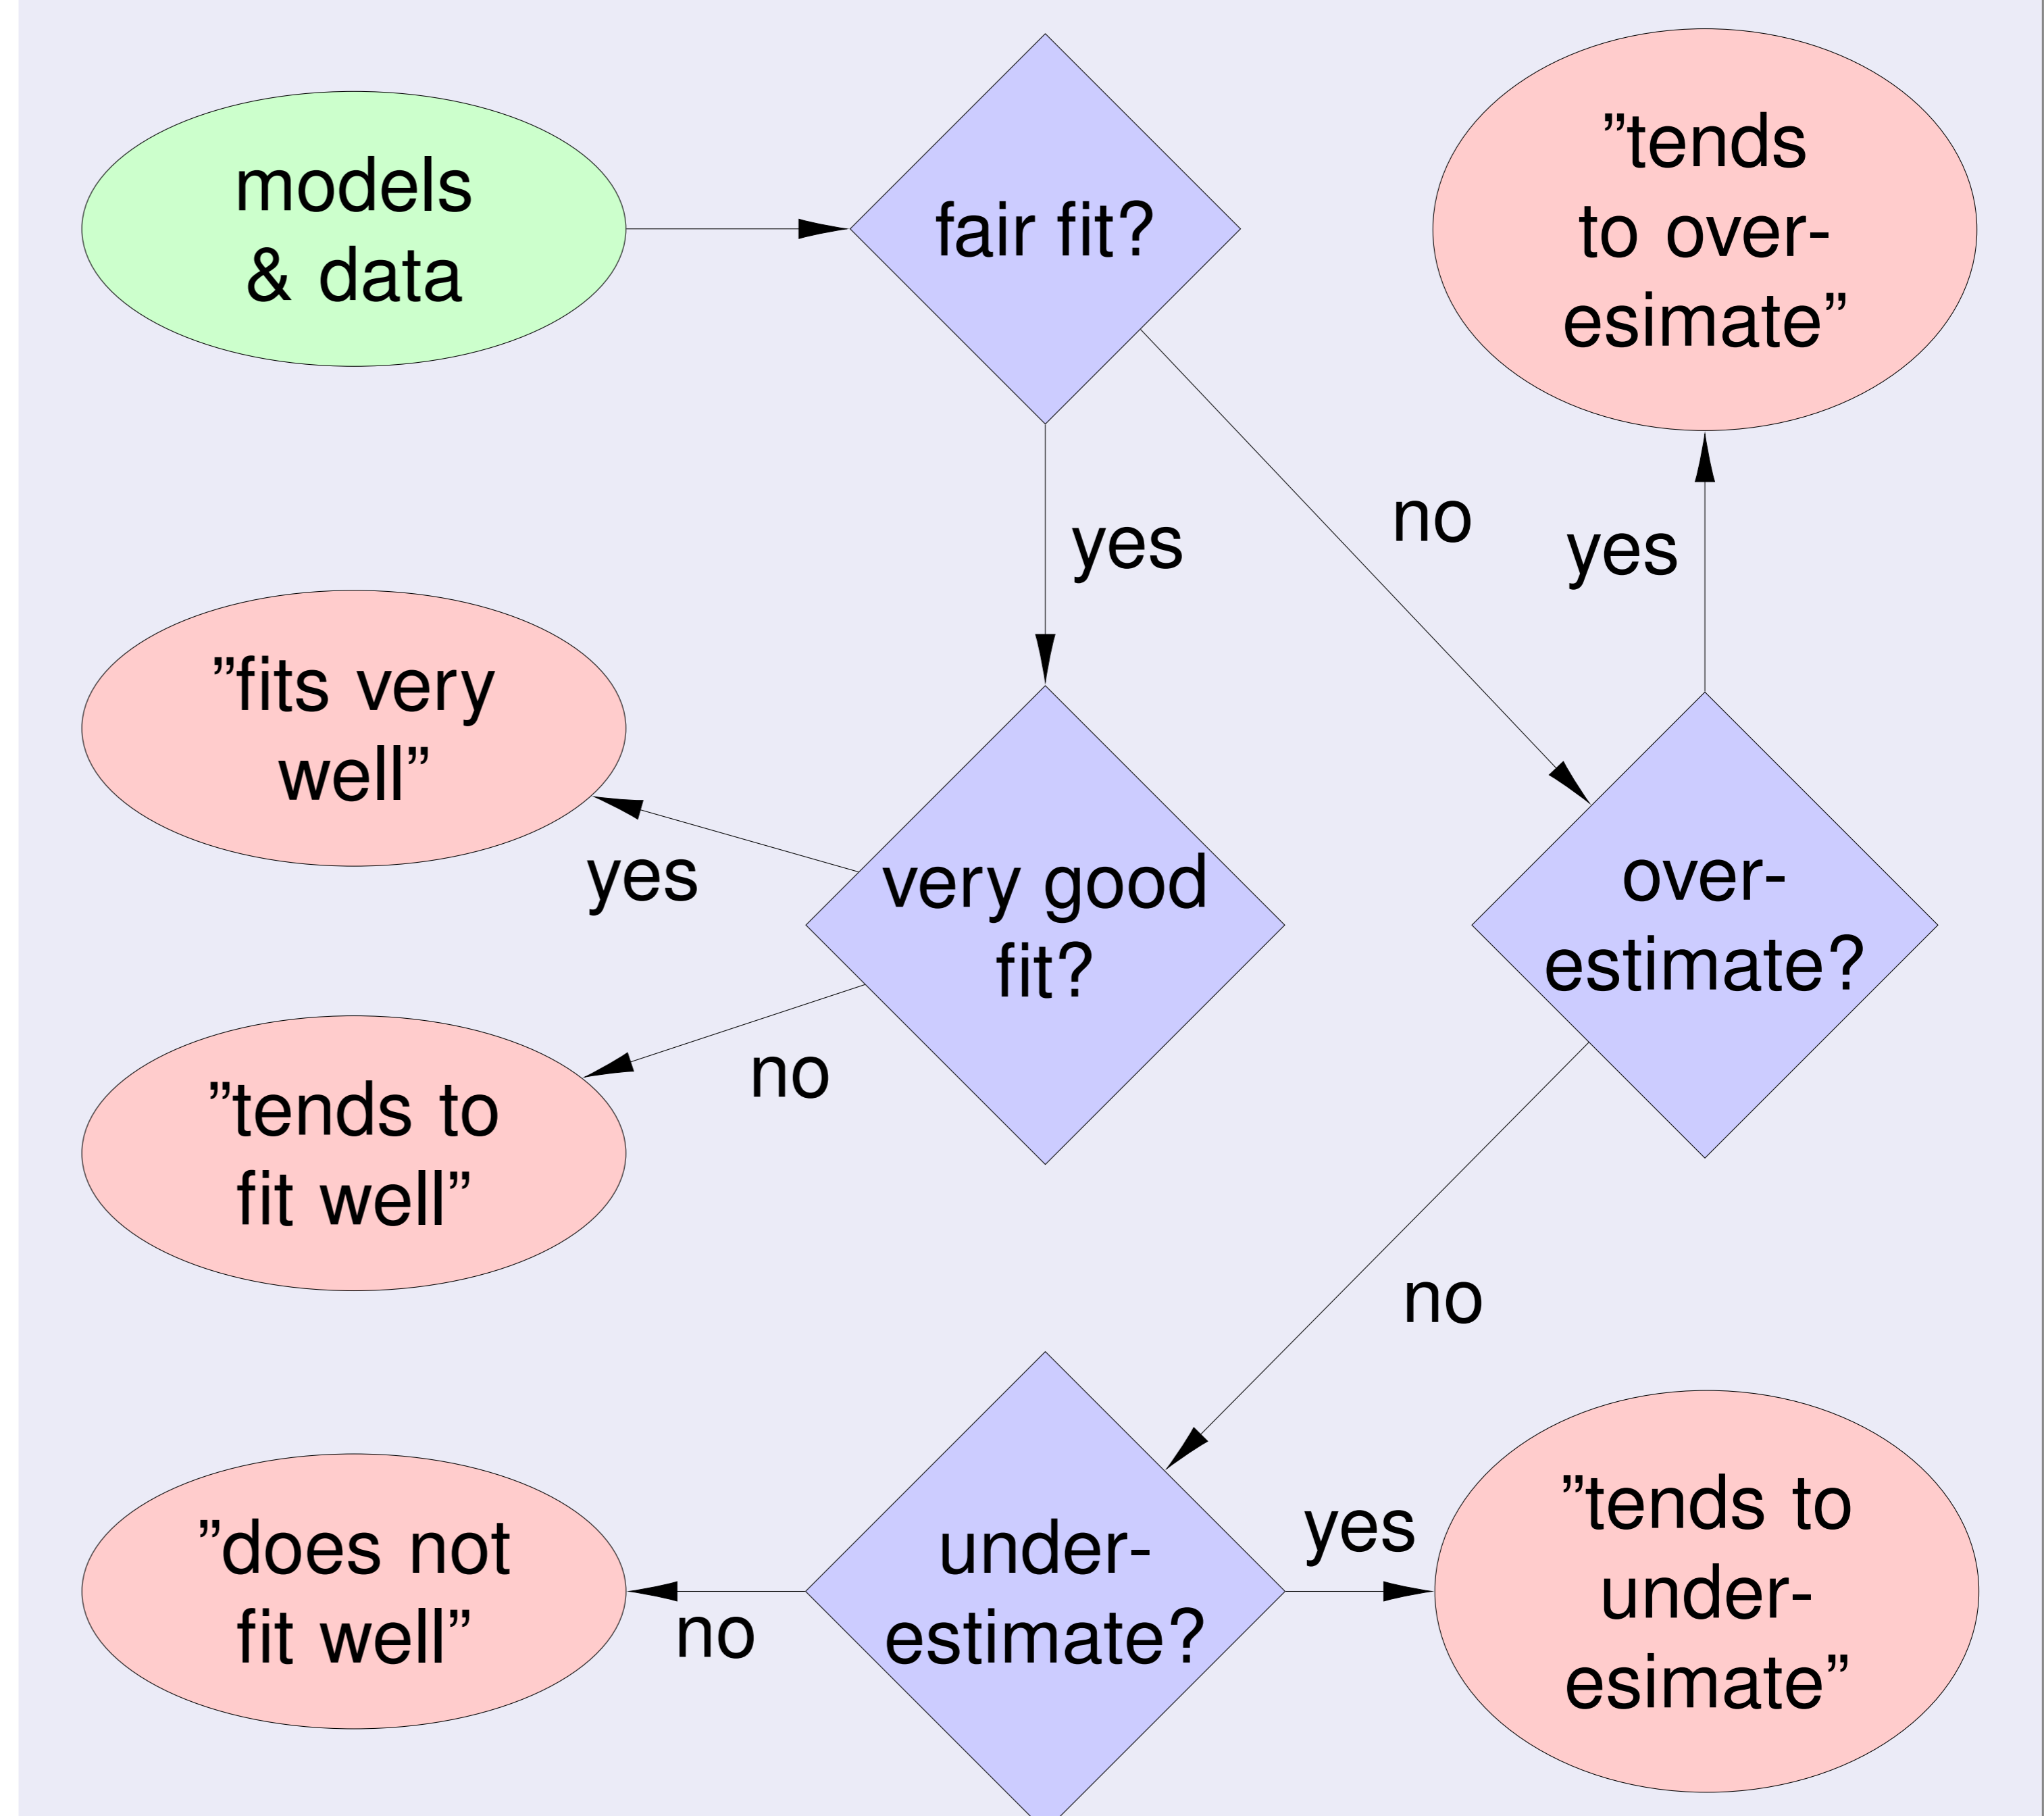 models
& data
fair fit?
”tends
to over-
esimate”
no
yes
yes
”fits very
well”
yes
very good
fit?
over-
estimate?
no
”tends to
fit well”
no
”does not
fit well”
no
under-
estimate?
yes
”tends to
under-
esimate”